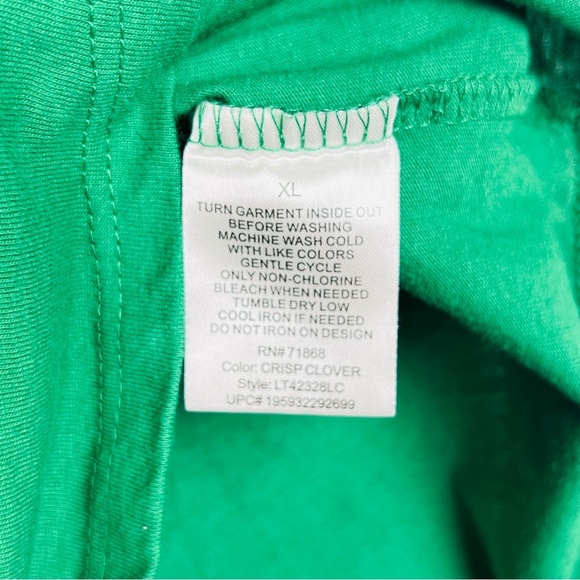 XL
TURN GARMENT INSIDE OUT
BEFORE WASHING
MACHINE WASH COLD
WITH LIKE COLORS
GENTLE CYCLE
ONLY NON-CHLORINE
BLEACH WHEN NEEDED
TUMBLE DRY LOW
COOL IRON IF NEEDED
DO NOT IRON ON DESIGN
RN# 71868
Color: CRISP CLOVER
Style: LT42328LC
UPC# 195932292699